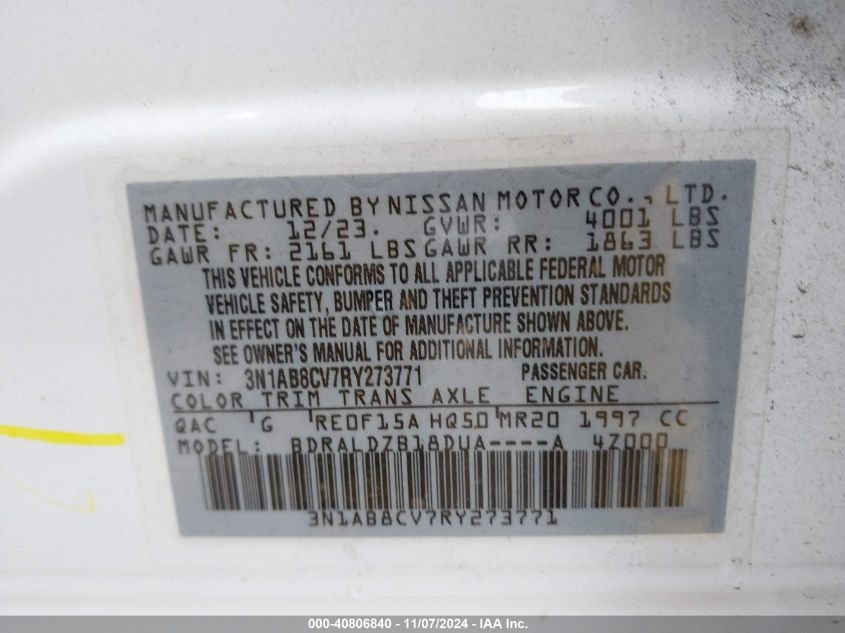 MANUFACTURED BY NISSAN MOTOR CO., LTD.
DATE: 12/23. GVWR: 4001 LBS
GAWR FR: 2161 LBS GAWR RR: 1863 LBS
THIS VEHICLE CONFORMS TO ALL APPLICABLE FEDERAL MOTOR
VEHICLE SAFETY, BUMPER AND THEFT PREVENTION STANDARDS
IN EFFECT ON THE DATE OF MANUFACTURE SHOWN ABOVE.
SEE OWNER'S MANUAL FOR ADDITIONAL INFORMATION.
VIN: 3N1AB8CV7RY273771 PASSENGER CAR.
COLOR TRIM TRANS AXLE ENGINE
QAC G RE0F15A HQ50 MR20 1997 CC
MODEL: BDRALDZB18DUA----A 4Z000
3N1AB8CV7RY273771
000-40806840 - 11/07/2024 - IAA Inc.